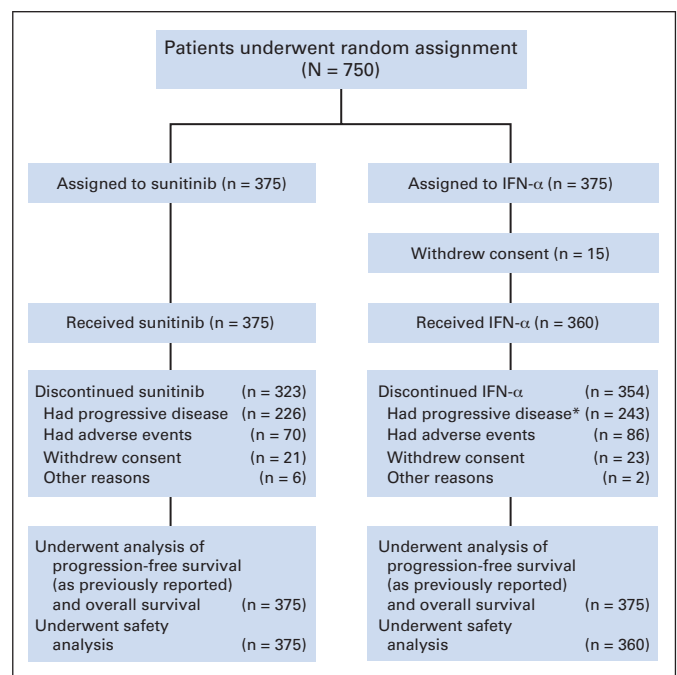 Patients underwent random assignment
(N = 750)
Assigned to sunitinib (n = 375)
Assigned to IFN-α (n = 375)
Withdrew consent (n = 15)
Received sunitinib (n = 375)
Received IFN-α (n = 360)
Discontinued sunitinib (n = 323)
Had progressive disease (n = 226)
Had adverse events (n = 70)
Withdrew consent (n = 21)
Other reasons (n = 6)
Discontinued IFN-α (n = 354)
Had progressive disease* (n = 243)
Had adverse events (n = 86)
Withdrew consent (n = 23)
Other reasons (n = 2)
Underwent analysis of
progression-free survival
(as previously reported)
and overall survival (n = 375)
Underwent safety
analysis (n = 375)
Underwent analysis of
progression-free survival
(as previously reported)
and overall survival (n = 375)
Underwent safety
analysis (n = 360)